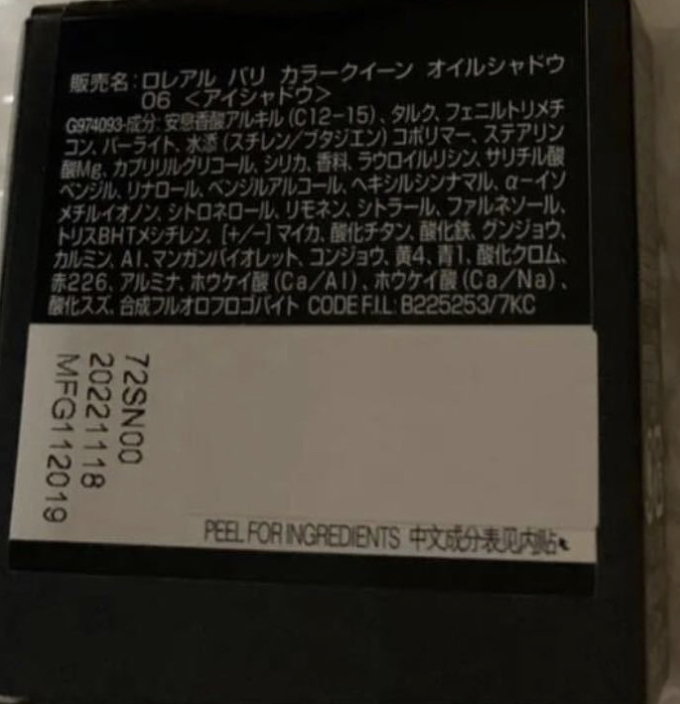 販売名:ロレアル パリ カラークイーン オイルシャドウ
06 <アイシャドウ>
G974093-成分: 安息香酸アルキル(C12-15)、タルク、フェニルトリメチ
コン、パーライト、水添(スチレン/ブタジエン)コポリマー、ステアリン
酸Mg、カプリリルグリコール、シリカ、香料、ラウロイルリシン、サリチル酸
ベンジル、リナロール、ベンジルアルコール、ヘキシルシンナマル、α-イソ
メチルイオノン、シトロネロール、リモネン、シトラール、ファルネソール、
トリスBHTメシチレン、[+/-]マイカ、酸化チタン、酸化鉄、グンジョウ、
カルミン、Al、マンガンバイオレット、コンジョウ、黄4、青1、酸化クロム、
赤226、アルミナ、ホウケイ酸(Ca/Al)、ホウケイ酸(Ca/Na)、
酸化スズ、合成フルオロフロゴパイト CODE F.I.L: B225253/7KC
72SN00
20221118
MFG112019
PEEL FOR INGREDIENTS 中文成分表见内贴